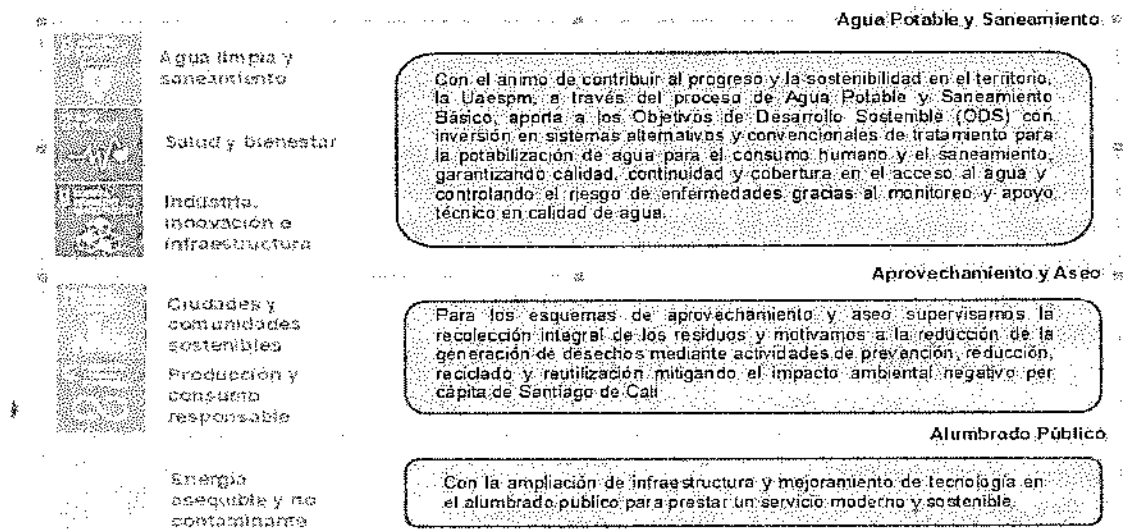 Agua Potable y Saneamiento
Agua limpia y
saneamiento
Salud y bienestar
Industria,
innovación e
infraestructura
Con el animo de contribuir al progreso y la sostenibilidad en el territorio,
la Uaespm, a través del proceso de Agua Potable y Saneamiento
Básico, aporta a los Objetivos de Desarrollo Sostenible (ODS) con
inversión en sistemas alternativos y convencionales de tratamiento para
la potabilización de agua para el consumo humano y el saneamiento,
garantizando calidad, continuidad y cobertura en el acceso al agua y
controlando el riesgo de enfermedades gracias al monitoreo y apoyo
técnico en calidad de agua.
Aprovechamiento y Aseo
Ciudades y
comunidades
sostenibles
Producción y
consumo
responsable
Para los esquemas de aprovechamiento y aseo supervisamos la
recolección integral de los residuos y motivamos a la reducción de la
generación de desechos mediante actividades de prevención, reducción,
reciclado y reutilización mitigando el impacto ambiental negativo per
cápita de Santiago de Cali
Alumbrado Público
Energía
asequible y no
contaminante
Con la ampliación de infraestructura y mejoramiento de tecnología en
el alumbrado público para prestar un servicio moderno y sostenible.